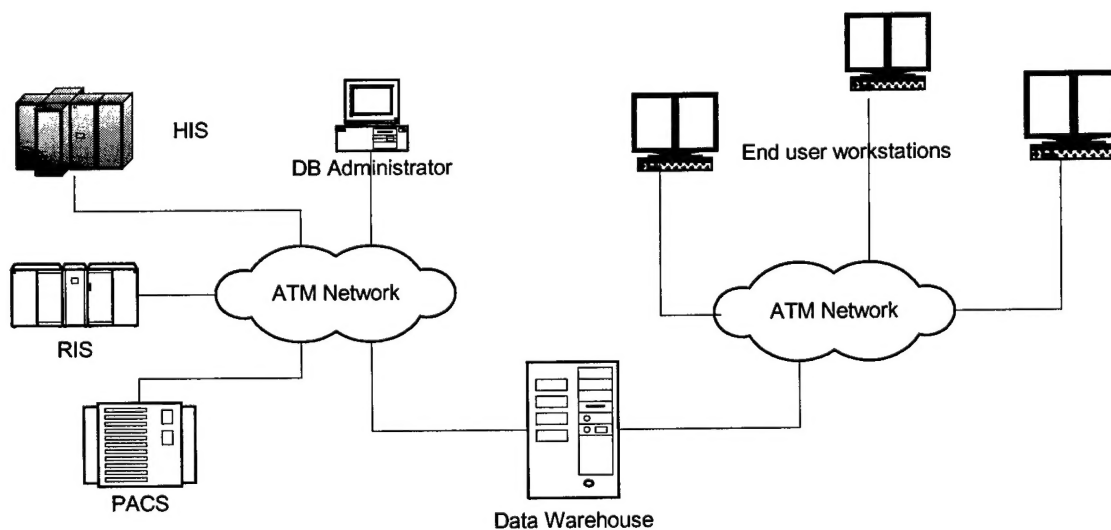 HIS
DB Administrator
End user workstations
ATM Network
ATM Network
RIS
PACS
Data Warehouse